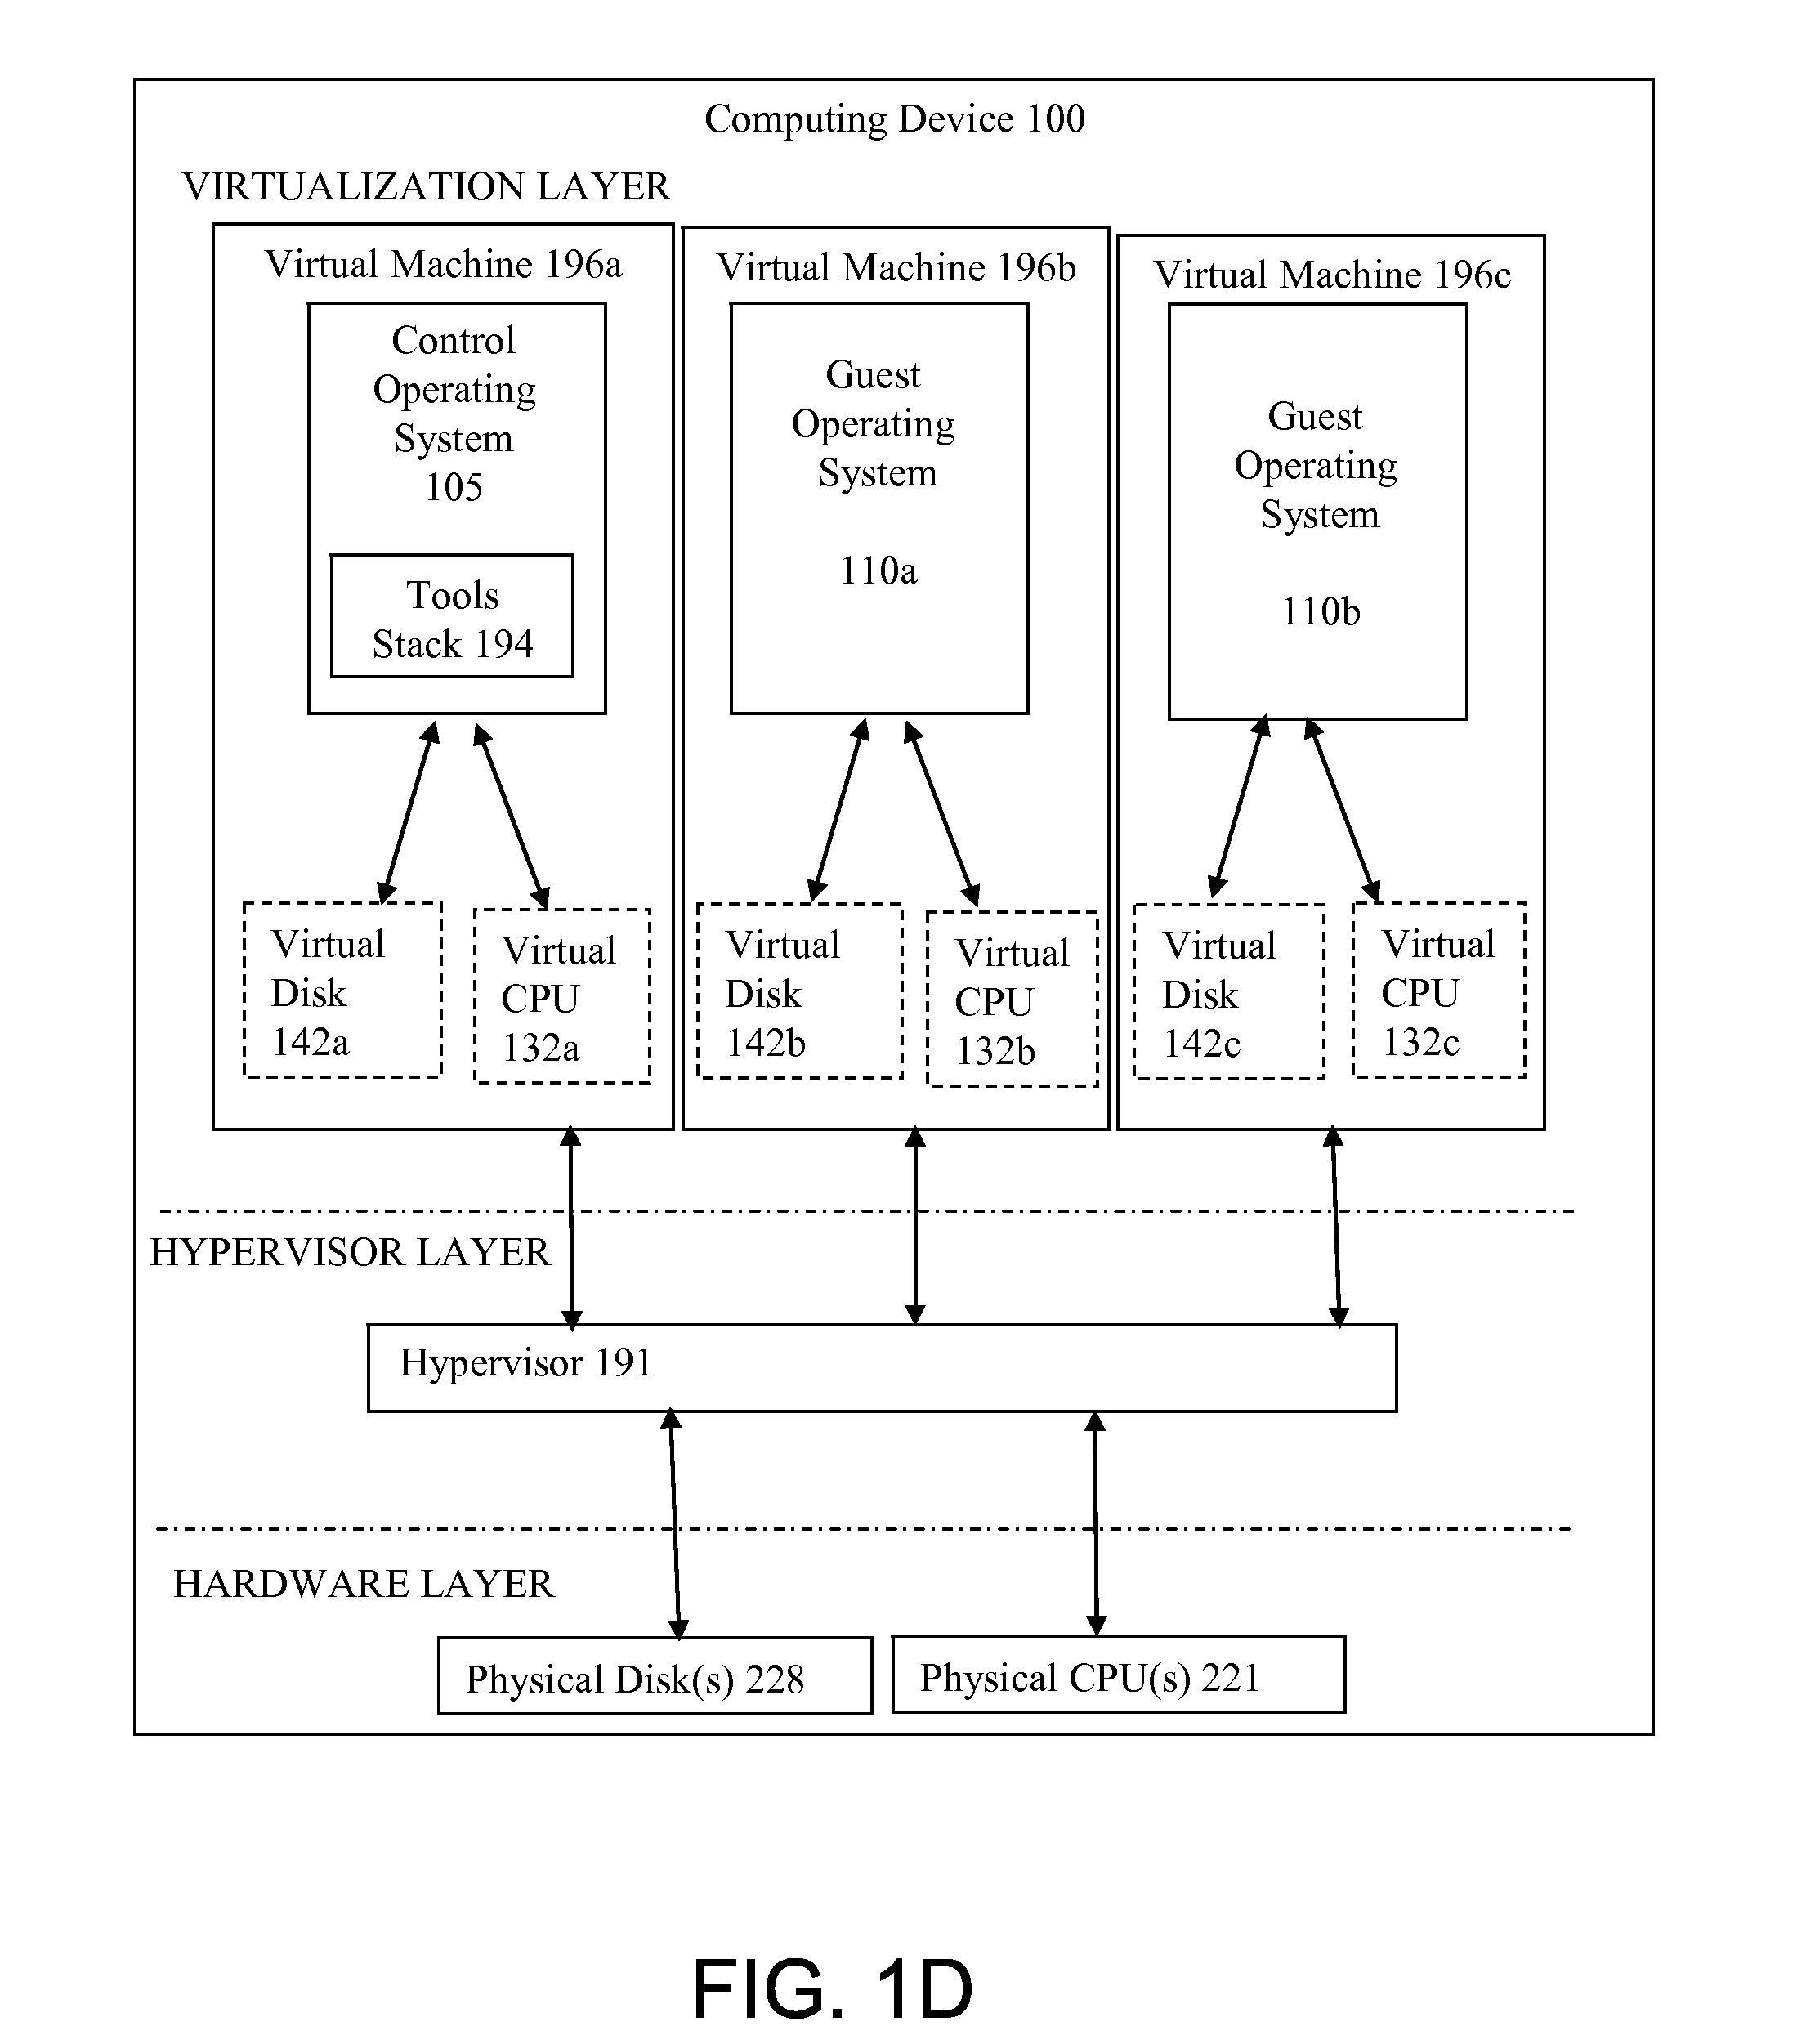 Computing Device 100
VIRTUALIZATION LAYER
Virtual Machine 196a
Control
Operating
System
105
Tools
Stack 194
Virtual
Disk
142a
Virtual
CPU
132a
Virtual Machine 196b
Guest
Operating
System
110a
Virtual
Disk
142b
Virtual
CPU
132b
Virtual Machine 196c
Guest
Operating
System
110b
Virtual
Disk
142c
Virtual
CPU
132c
HYPERVISOR LAYER
Hypervisor 191
HARDWARE LAYER
Physical Disk(s) 228
Physical CPU(s) 221
FIG. 1D